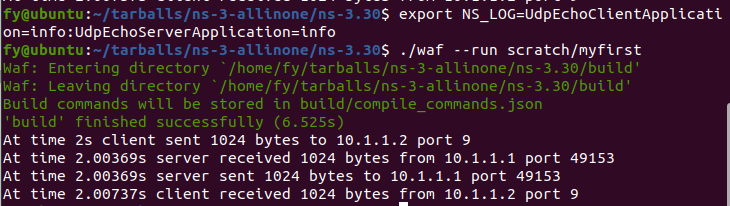 fy@ubuntu:~/tarballs/ns-3-allinone/ns-3.30$ export NS_LOG=UdpEchoClientApplicati
on=info:UdpEchoServerApplication=info
fy@ubuntu:~/tarballs/ns-3-allinone/ns-3.30$ ./waf --run scratch/myfirst
Waf: Entering directory `/home/fy/tarballs/ns-3-allinone/ns-3.30/build'
Waf: Leaving directory `/home/fy/tarballs/ns-3-allinone/ns-3.30/build'
Build commands will be stored in build/compile_commands.json
'build' finished successfully (6.525s)
At time 2s client sent 1024 bytes to 10.1.1.2 port 9
At time 2.00369s server received 1024 bytes from 10.1.1.1 port 49153
At time 2.00369s server sent 1024 bytes to 10.1.1.1 port 49153
At time 2.00737s client received 1024 bytes from 10.1.1.2 port 9